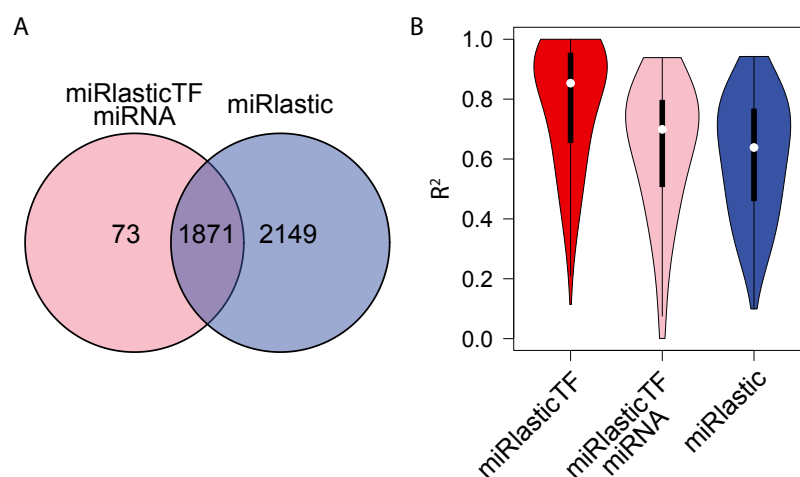 A
miRlasticTF
miRNA
miRlastic
73
1871
2149
B
R²
1.0
0.8
0.6
0.4
0.2
0.0
miRlasticTF
miRlasticTF
miRNA
miRlastic